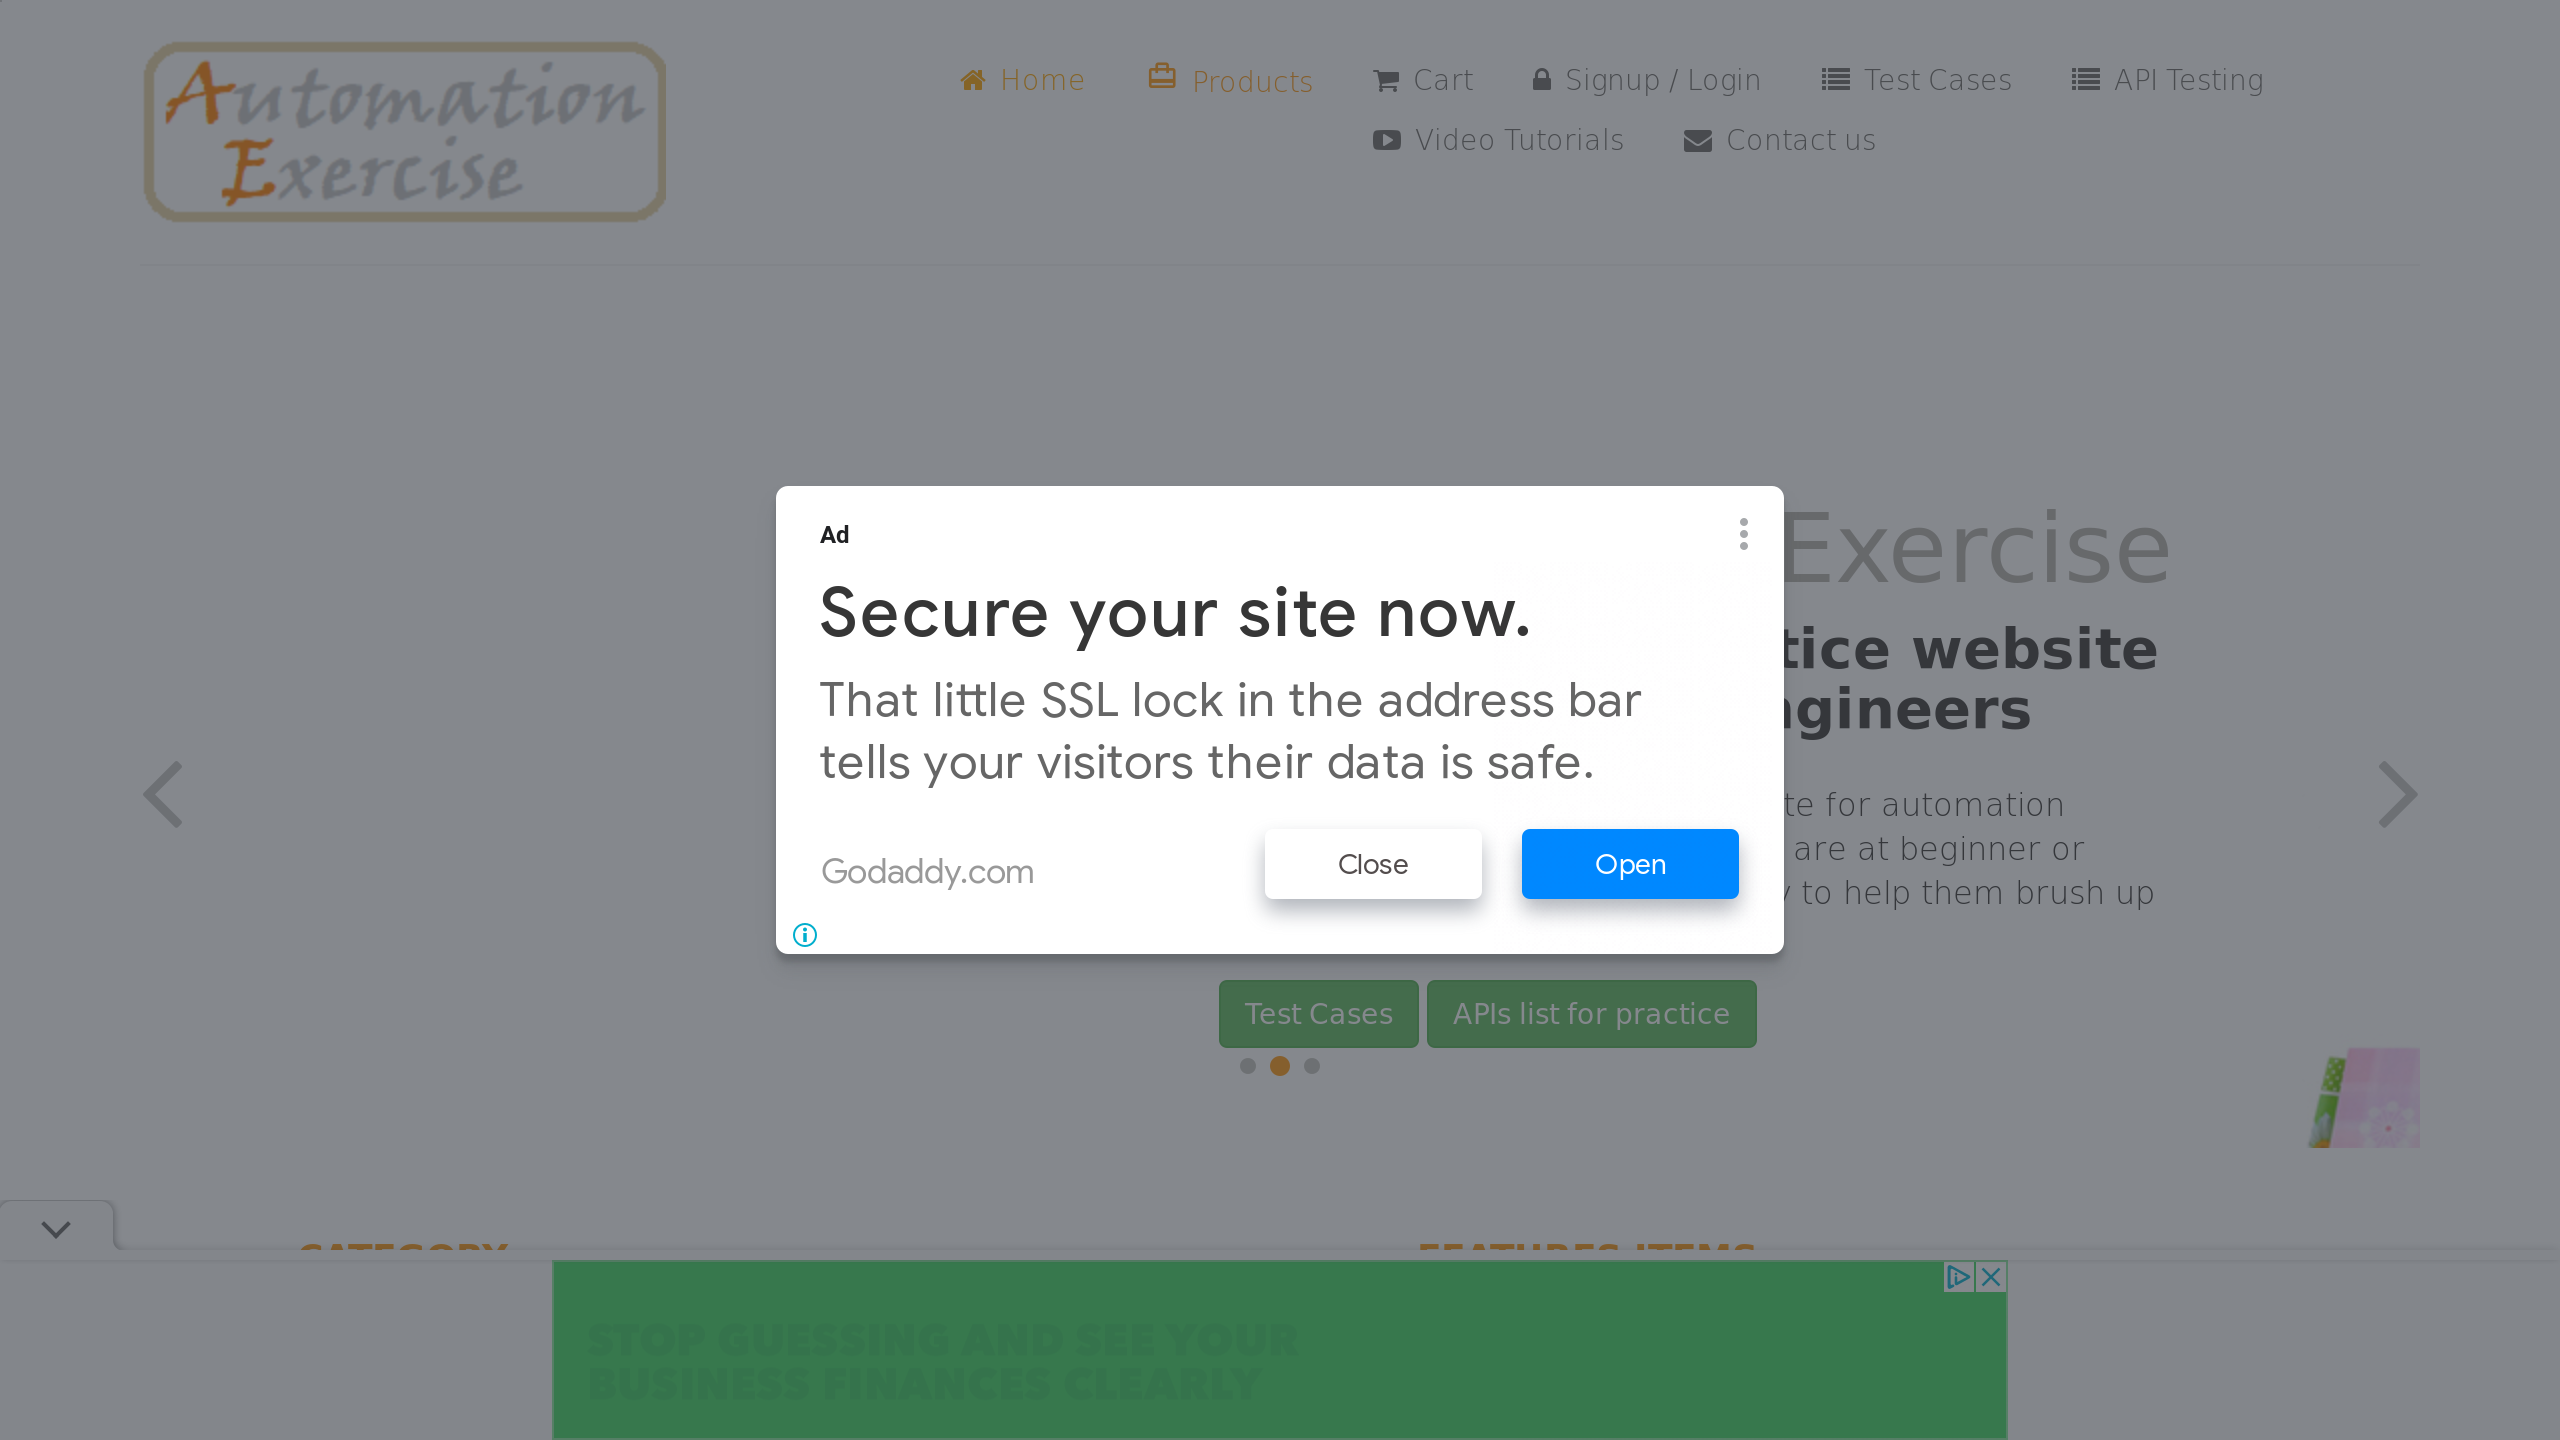 Automation
Exercise
Home
Products
Cart
Signup / Login
Test Cases
API Testing
Video Tutorials
Contact us
Exercise
tice website
gineers
te for automation
are at beginner or
to help them brush up
Ad
Secure your site now.
That little SSL lock in the address bar
tells your visitors their data is safe.
Godaddy.com
Close
Open
Test Cases
APIs list for practice
CATEGORY
FEATURES ITEMS
STOP GUESSING AND SEE YOUR
BUSINESS FINANCES CLEARLY